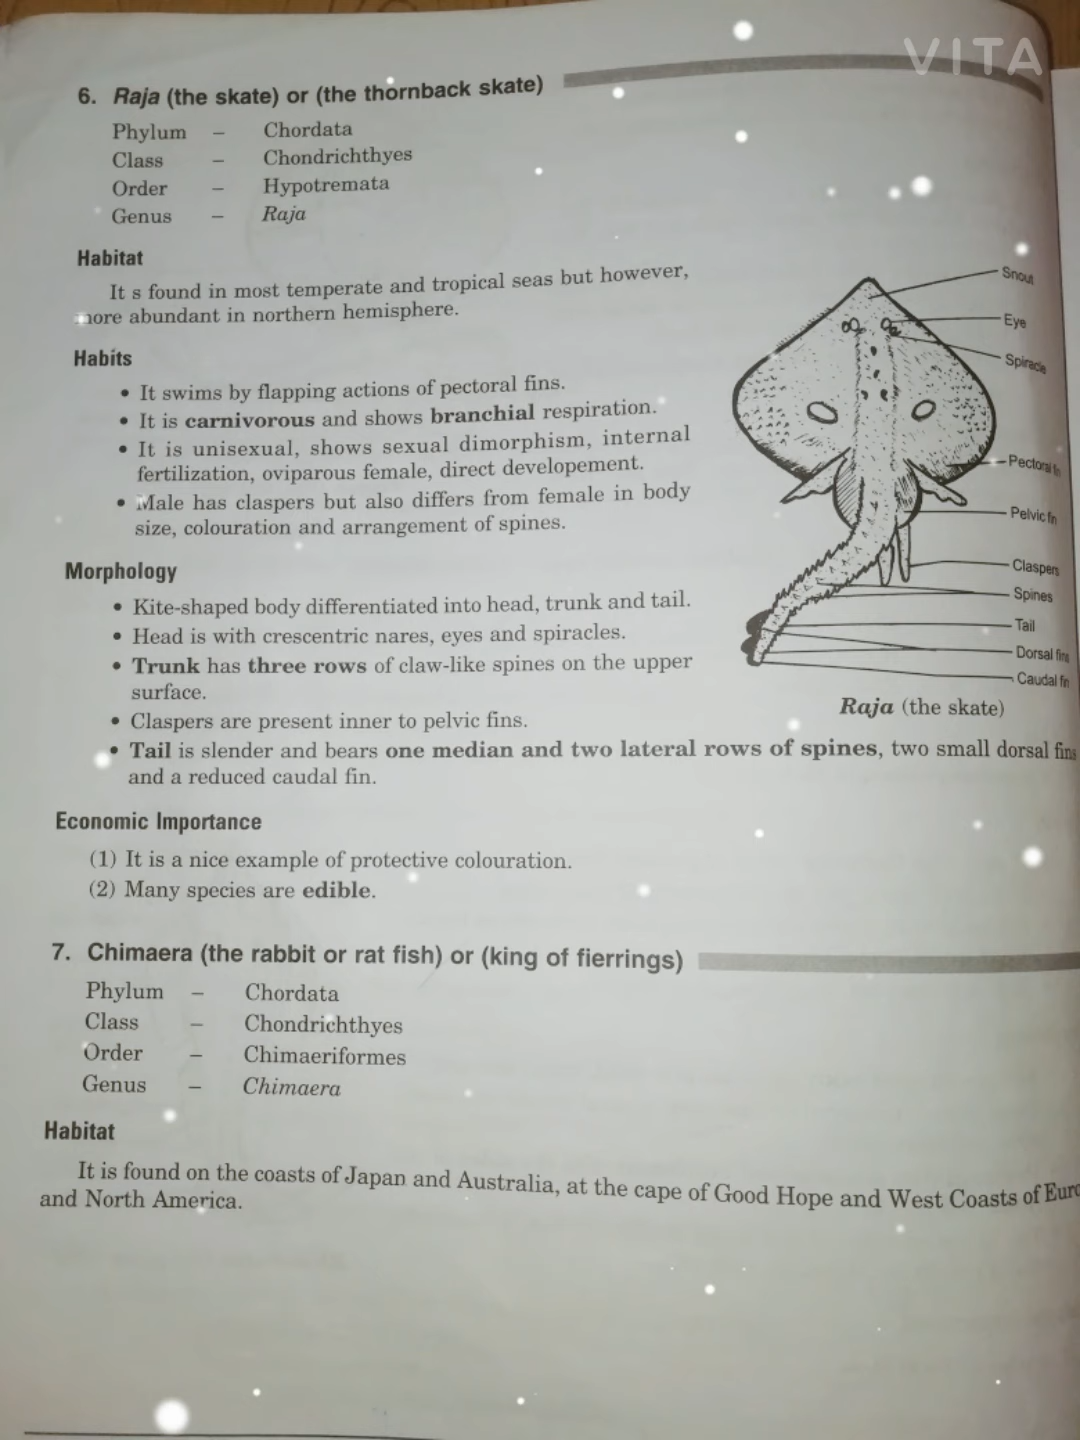 VITA
6. Raja (the skate) or (the thornback skate)
Phylum – Chordata
Class – Chondrichthyes
Order – Hypotremata
Genus – Raja
Habitat
It s found in most temperate and tropical seas but however,
more abundant in northern hemisphere.
Habits
• It swims by flapping actions of pectoral fins.
• It is carnivorous and shows branchial respiration.
• It is unisexual, shows sexual dimorphism, internal
fertilization, oviparous female, direct developement.
• Male has claspers but also differs from female in body
size, colouration and arrangement of spines.
Morphology
• Kite-shaped body differentiated into head, trunk and tail.
• Head is with crescentric nares, eyes and spiracles.
• Trunk has three rows of claw-like spines on the upper
surface.
• Claspers are present inner to pelvic fins.
• Tail is slender and bears one median and two lateral rows of spines, two small dorsal fins
and a reduced caudal fin.
Snout
Eye
Spiracle
Pectoral fin
Pelvic fin
Claspers
Spines
Tail
Dorsal fins
Caudal fin
Raja (the skate)
Economic Importance
(1) It is a nice example of protective colouration.
(2) Many species are edible.
7. Chimaera (the rabbit or rat fish) or (king of fierrings)
Phylum – Chordata
Class – Chondrichthyes
Order – Chimaeriformes
Genus – Chimaera
Habitat
It is found on the coasts of Japan and Australia, at the cape of Good Hope and West Coasts of Euro
and North America.